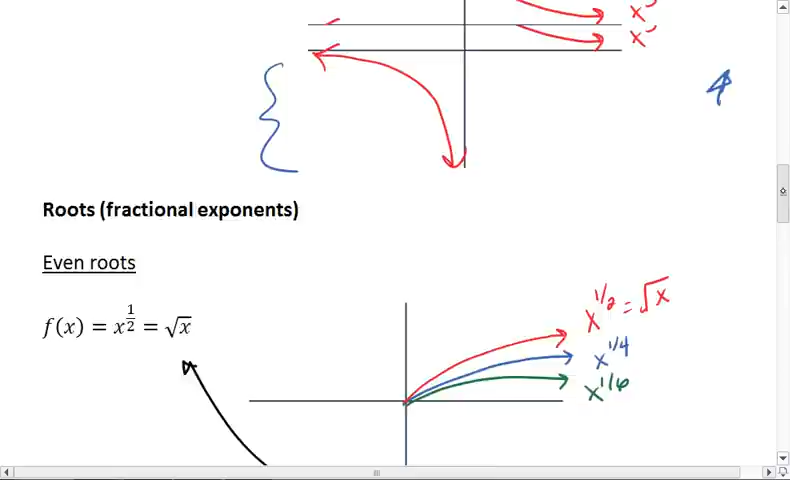 Roots (fractional exponents)
Even roots
f(x) = x^{1/2} = √x
x^{1/2} = √x
x^{1/4}
x^{1/6}